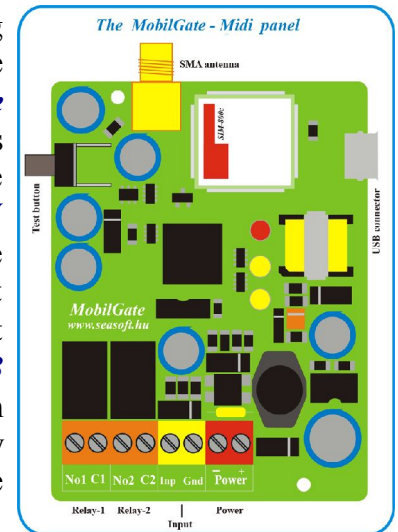 The MobilGate - Midi panel
SMA antenna
SIM-800c
Test button
USB connector
MobilGate
www.seasoft.hu
No1 C1 No2 C2 Inp Gnd - Power +
Relay-1 Relay-2 Power
Input